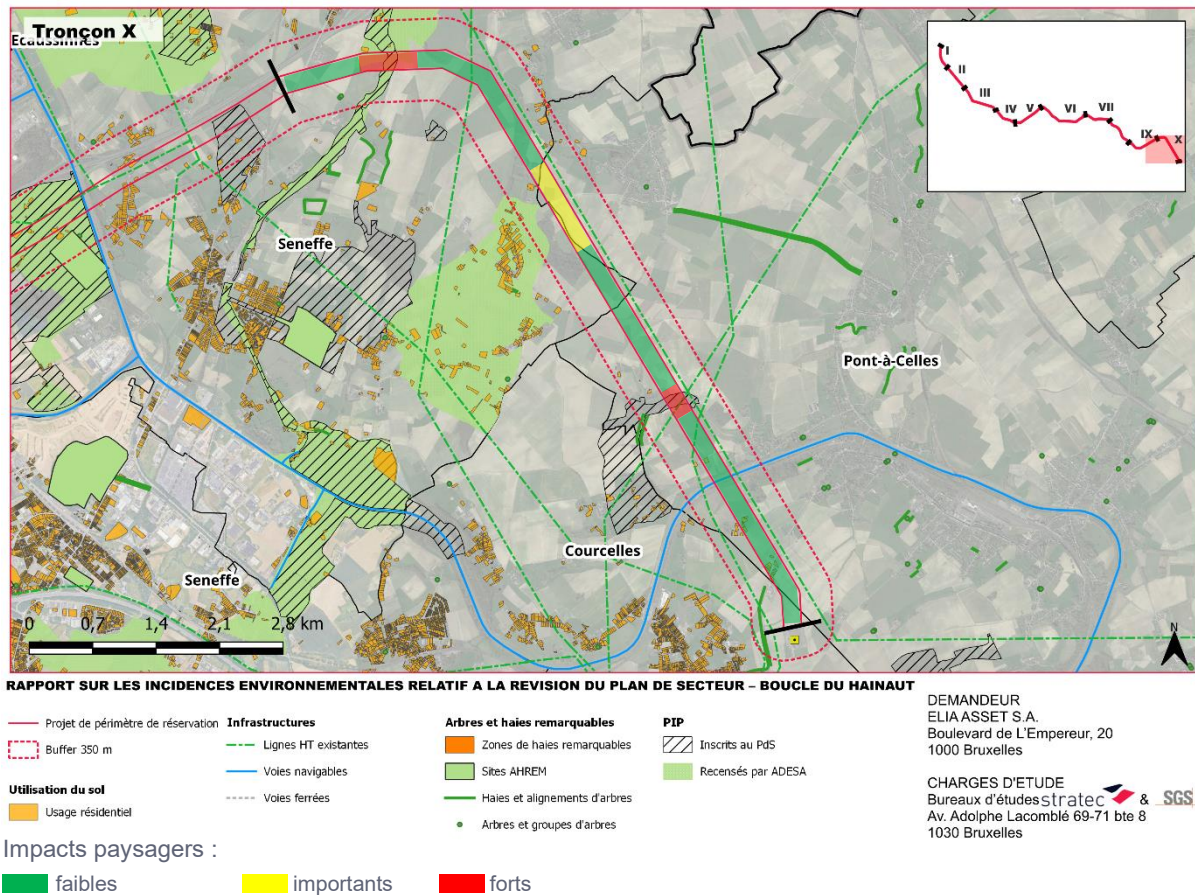 Tronçon X
Ecaussinnes
I
II
III
IV
V
VI
VII
IX
X
Seneffe
Pont-à-Celles
Courcelles
Seneffe
0 0,7 1,4 2,1 2,8 km
N
RAPPORT SUR LES INCIDENCES ENVIRONNEMENTALES RELATIF A LA REVISION DU PLAN DE SECTEUR – BOUCLE DU HAINAUT
Projet de périmètre de réservation
Buffer 350 m
Utilisation du sol
Usage résidentiel
Infrastructures
Lignes HT existantes
Voies navigables
Voies ferrées
Arbres et haies remarquables
Zones de haies remarquables
Sites AHREM
Haies et alignements d'arbres
Arbres et groupes d'arbres
PIP
Inscrits au PdS
Recensés par ADESA
DEMANDEUR
ELIA ASSET S.A.
Boulevard de L'Empereur, 20
1000 Bruxelles
CHARGES D'ETUDE
Bureaux d'études stratec & SGS
Av. Adolphe Lacomblé 69-71 bte 8
1030 Bruxelles
Impacts paysagers :
faibles importants forts